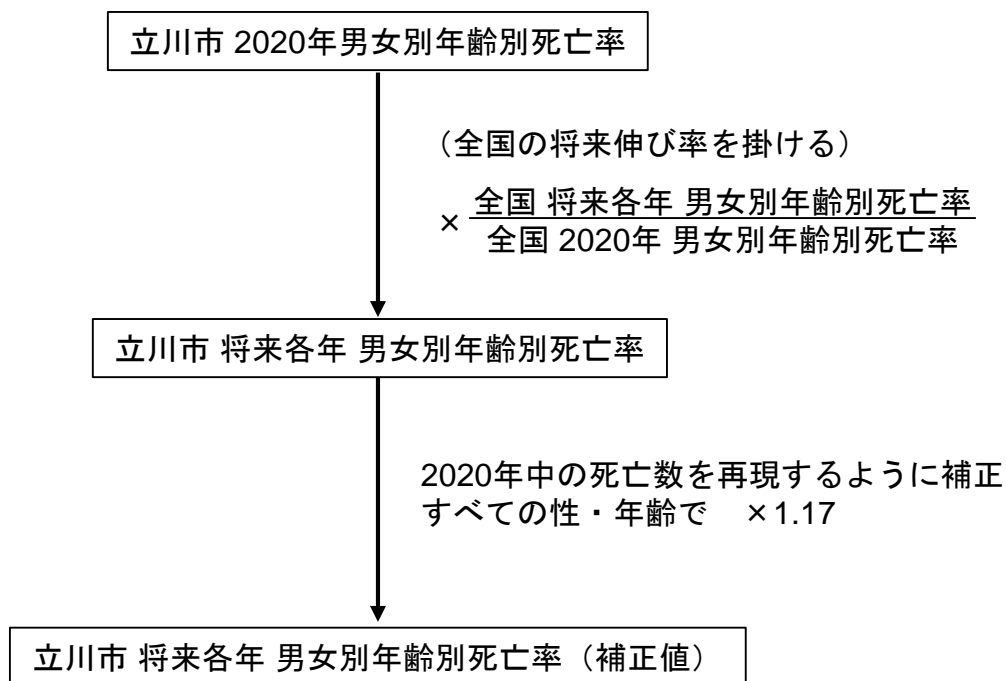 立川市 2020年男女別年齢別死亡率
（全国の将来伸び率を掛ける）
× 全国 将来各年 男女別年齢別死亡率
全国 2020年 男女別年齢別死亡率
立川市 将来各年 男女別年齢別死亡率
2020年中の死亡数を再現するように補正
すべての性・年齢で　×1.17
立川市 将来各年 男女別年齢別死亡率（補正値）